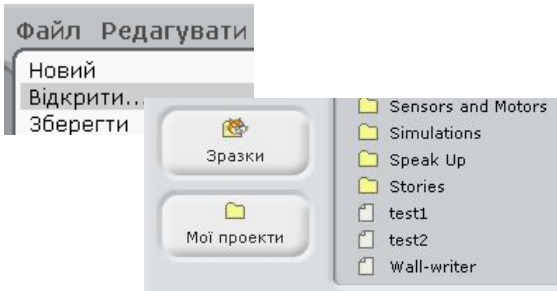 Файл Редагувати
Новий
Відкрити...
Зберегти
Зразки
Мої проекти
Sensors and Motors
Simulations
Speak Up
Stories
test1
test2
Wall-writer